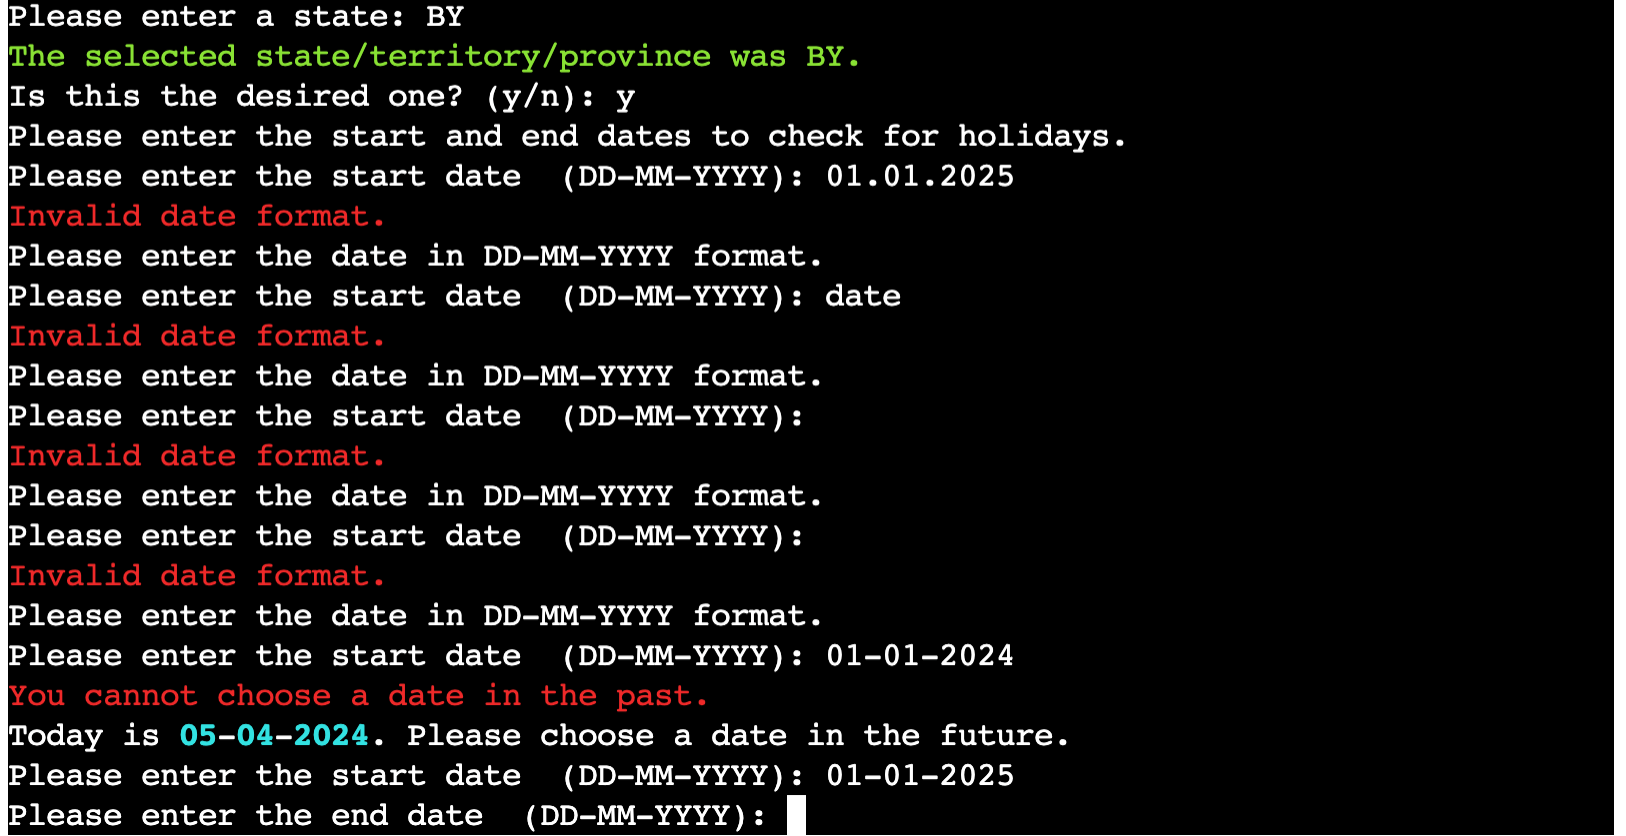 Please enter a state: BY
The selected state/territory/province was BY.
Is this the desired one? (y/n): y
Please enter the start and end dates to check for holidays.
Please enter the start date  (DD-MM-YYYY): 01.01.2025
Invalid date format.
Please enter the date in DD-MM-YYYY format.
Please enter the start date  (DD-MM-YYYY): date
Invalid date format.
Please enter the date in DD-MM-YYYY format.
Please enter the start date  (DD-MM-YYYY):
Invalid date format.
Please enter the date in DD-MM-YYYY format.
Please enter the start date  (DD-MM-YYYY):
Invalid date format.
Please enter the date in DD-MM-YYYY format.
Please enter the start date  (DD-MM-YYYY): 01-01-2024
You cannot choose a date in the past.
Today is 05-04-2024. Please choose a date in the future.
Please enter the start date  (DD-MM-YYYY): 01-01-2025
Please enter the end date  (DD-MM-YYYY):